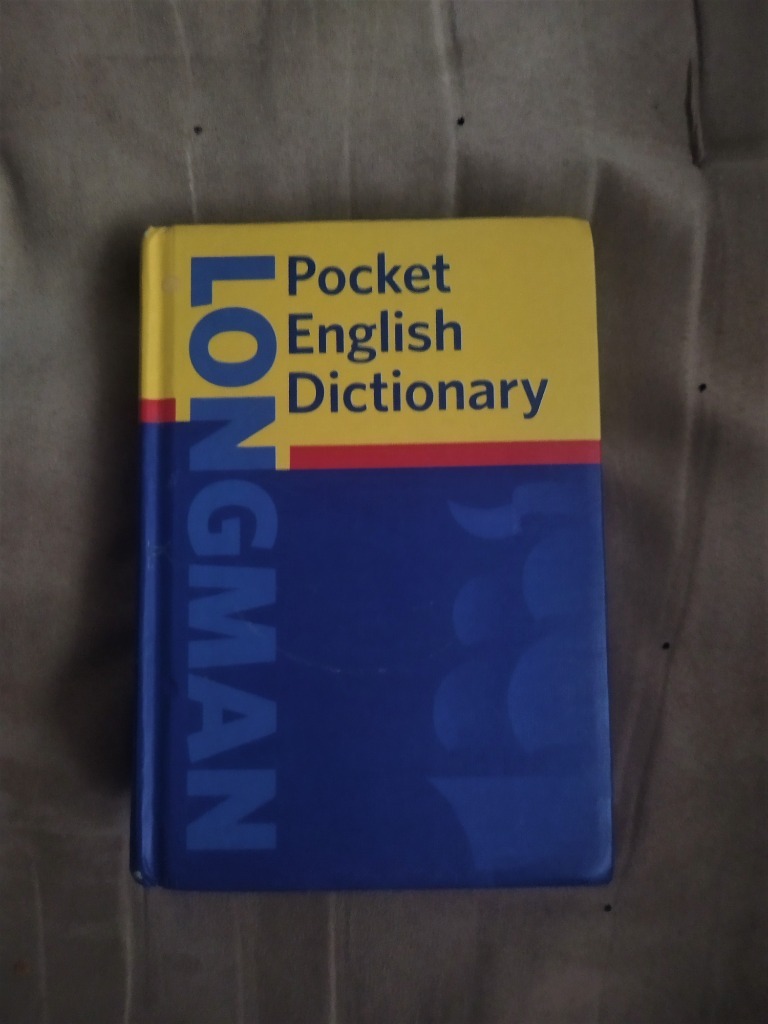 LONGMAN
Pocket
English
Dictionary